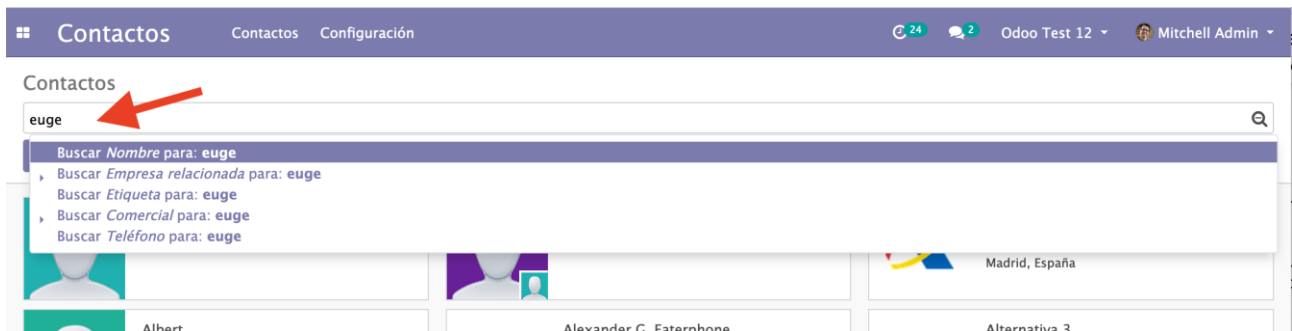 Contactos Contactos Configuración 24 2 Odoo Test 12 Mitchell Admin
Contactos
euge
Buscar Nombre para: euge
Buscar Empresa relacionada para: euge
Buscar Etiqueta para: euge
Buscar Comercial para: euge
Buscar Teléfono para: euge
Madrid, España
Albert Alexander G. Faterphone Alternativa 3